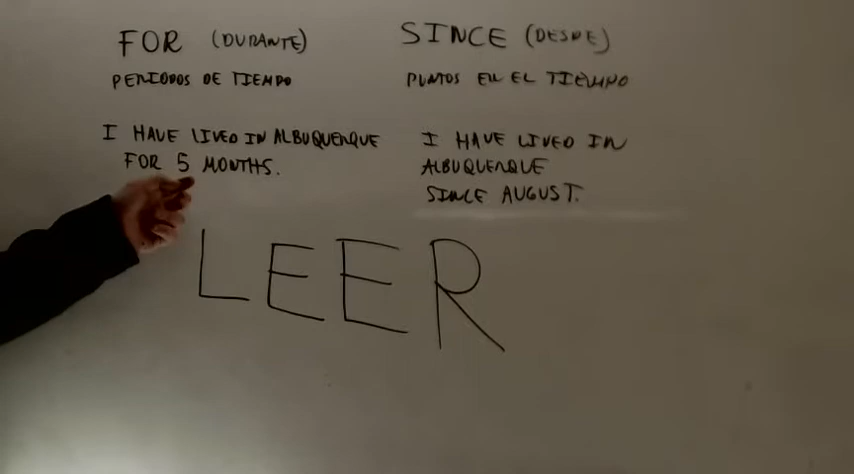 FOR (DURANTE)
PERIODOS DE TIEMPO
I HAVE LIVED IN ALBUQUERQUE
FOR 5 MONTHS.
SINCE (DESDE)
PUNTOS EN EL TIEMPO
I HAVE LIVED IN
ALBUQUERQUE
SINCE AUGUST.
LEER